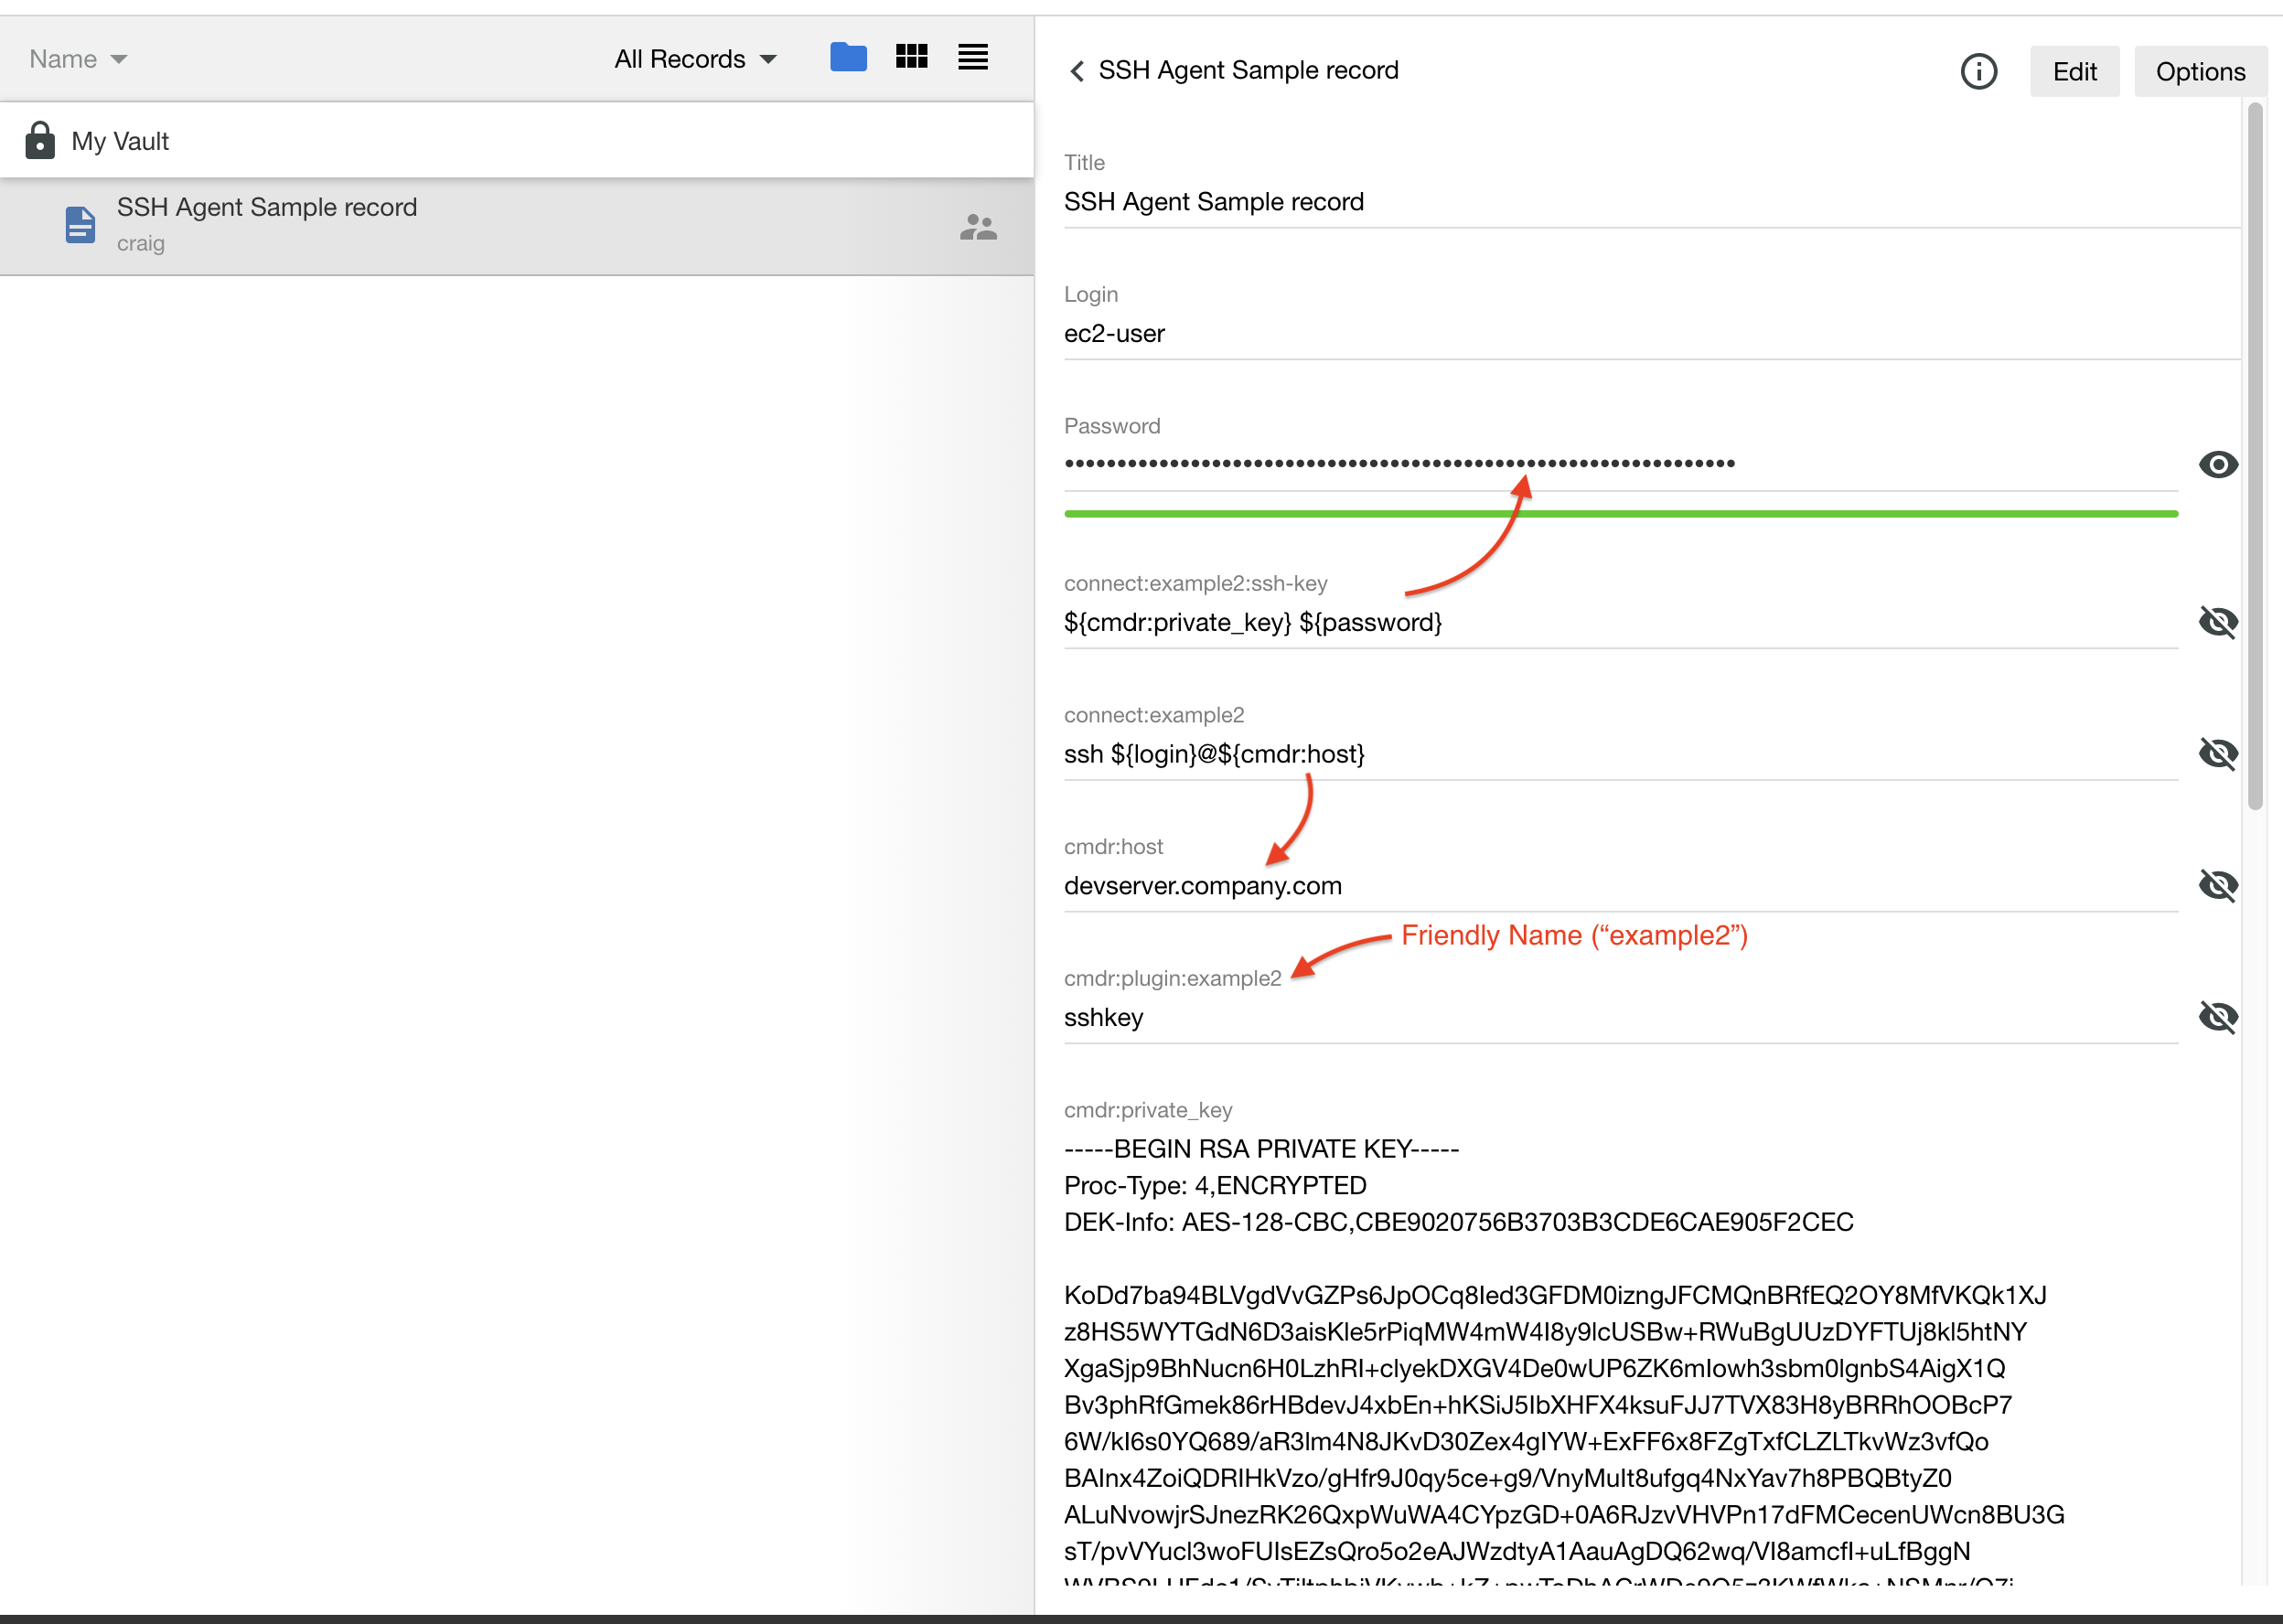 Name
All Records
My Vault
SSH Agent Sample record
craig
SSH Agent Sample record
Edit
Options
Title
SSH Agent Sample record
Login
ec2-user
Password
connect:example2:ssh-key
${cmdr:private_key} ${password}
connect:example2
ssh ${login}@${cmdr:host}
cmdr:host
devserver.company.com
Friendly Name (“example2”)
cmdr:plugin:example2
sshkey
cmdr:private_key
-----BEGIN RSA PRIVATE KEY-----
Proc-Type: 4,ENCRYPTED
DEK-Info: AES-128-CBC,CBE9020756B3703B3CDE6CAE905F2CEC
KoDd7ba94BLVgdVvGZPs6JpOCq8Ied3GFDM0izngJFCMQnBRfEQ2OY8MfVKQk1XJ
z8HS5WYTGdN6D3aisKle5rPiqMW4mW4I8y9lcUSBw+RWuBgUUzDYFTUj8kl5htNY
XgaSjp9BhNucn6H0LzhRI+clyekDXGV4De0wUP6ZK6mIowh3sbm0lgnbS4AigX1Q
Bv3phRfGmek86rHBdevJ4xbEn+hKSiJ5IbXHFX4ksuFJJ7TVX83H8yBRRhOOBcP7
6W/kI6s0YQ689/aR3lm4N8JKvD30Zex4gIYW+ExFF6x8FZgTxfCLZLTkvWz3vfQo
BAInx4ZoiQDRIHkVzo/gHfr9J0qy5ce+g9/VnyMult8ufgq4NxYav7h8PBQBtyZ0
ALuNvowjrSJnezRK26QxpWuWA4CYpzGD+0A6RJzvVHVPn17dFMCecenUWcn8BU3G
sT/pvVYucl3woFUIsEZsQro5o2eAJWzdtyA1AauAgDQ62wq/VI8amcfI+uLfBggN